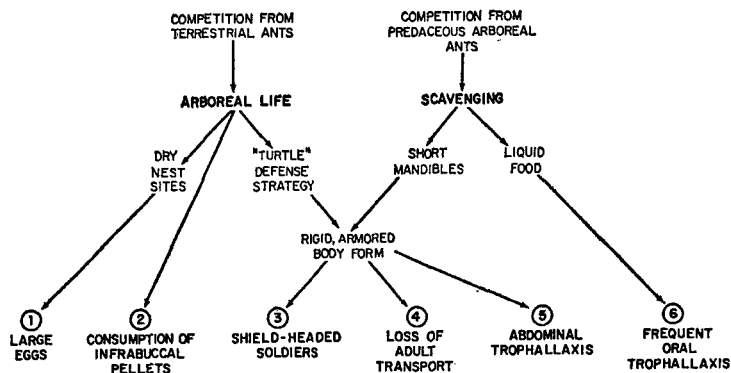 COMPETITION FROM
TERRESTRIAL ANTS
COMPETITION FROM
PREDACEOUS ARBOREAL
ANTS
ARBOREAL LIFE
SCAVENGING
DRY
NEST
SITES
"TURTLE"
DEFENSE
STRATEGY
SHORT
MANDIBLES
LIQUID
FOOD
RIGID, ARMORED
BODY FORM
1
LARGE
EGGS
2
CONSUMPTION OF
INFRABUCCAL
PELLETS
3
SHIELD-HEADED
SOLDIERS
4
LOSS OF
ADULT
TRANSPORT
5
ABDOMINAL
TROPHALLAXIS
6
FREQUENT
ORAL
TROPHALLAXIS